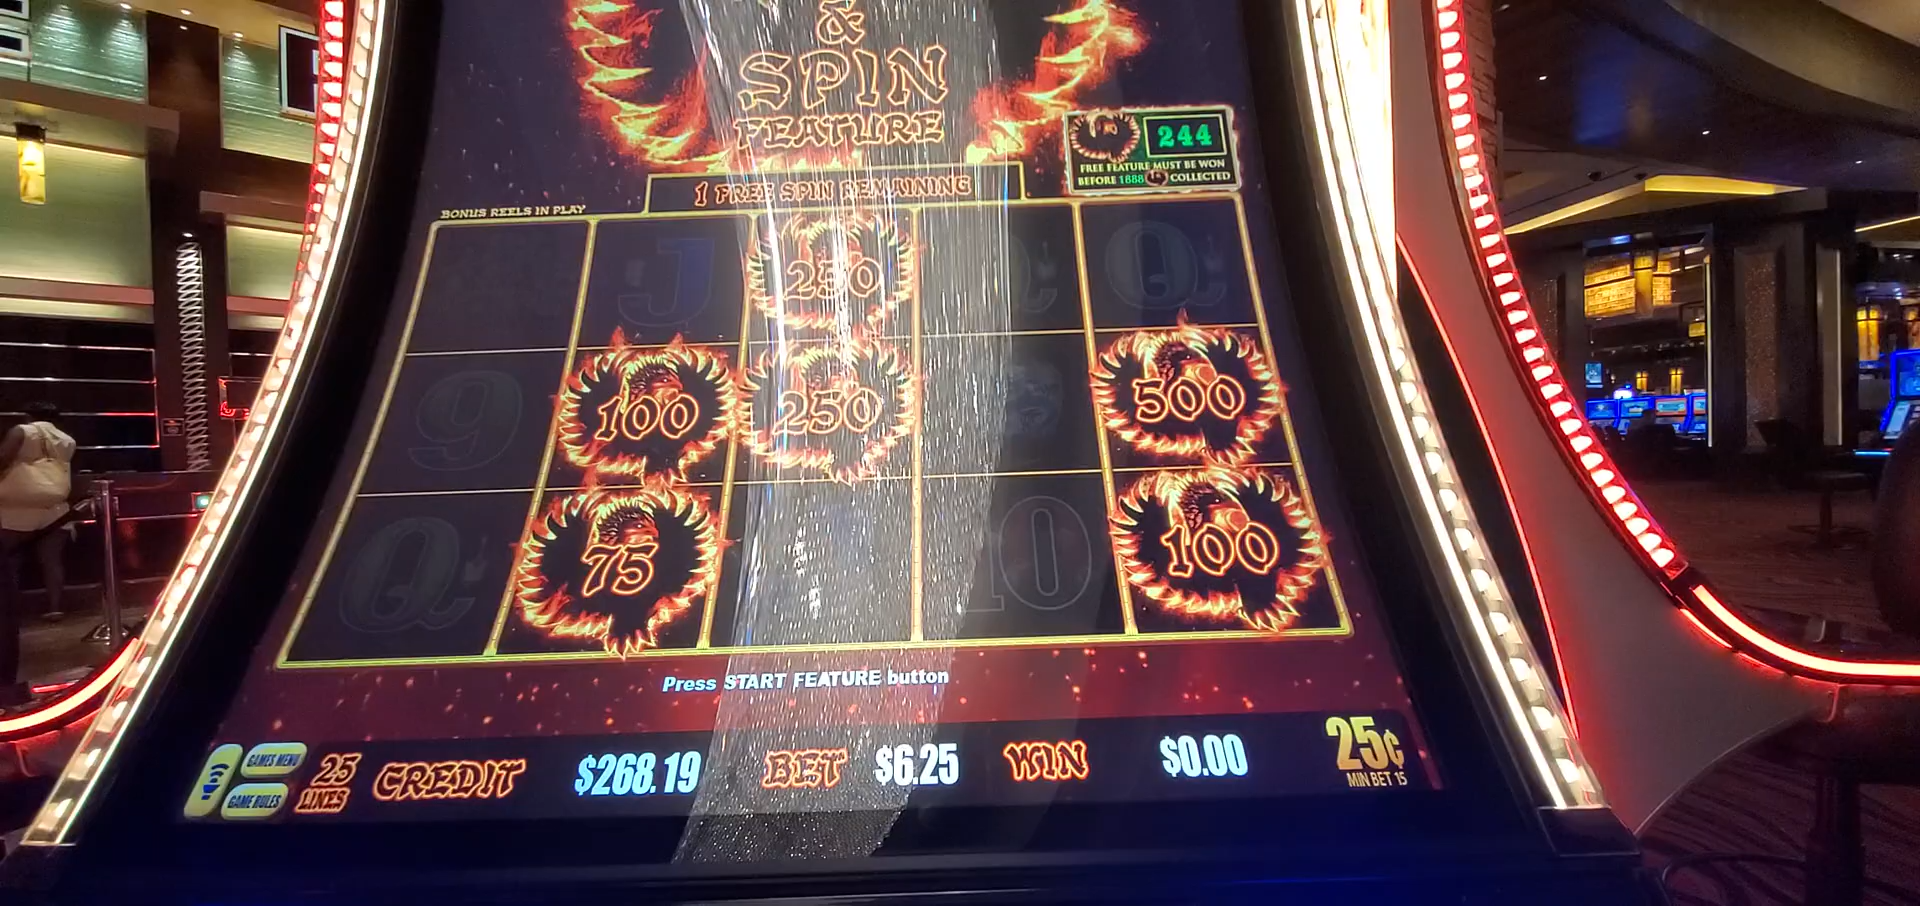 &
SPIN
FEATURE
244
FREE FEATURE MUST BE WON
BEFORE 1888 COLLECTED
1 FREE SPIN REMAINING
BONUS REELS IN PLAY
J
250
Q
9
100
250
500
Q
75
10
100
Press START FEATURE button
GAMES MENU
GAME RULES
25
LINES
CREDIT
$268.19
BET
$6.25
WIN
$0.00
25¢
MIN BET 15